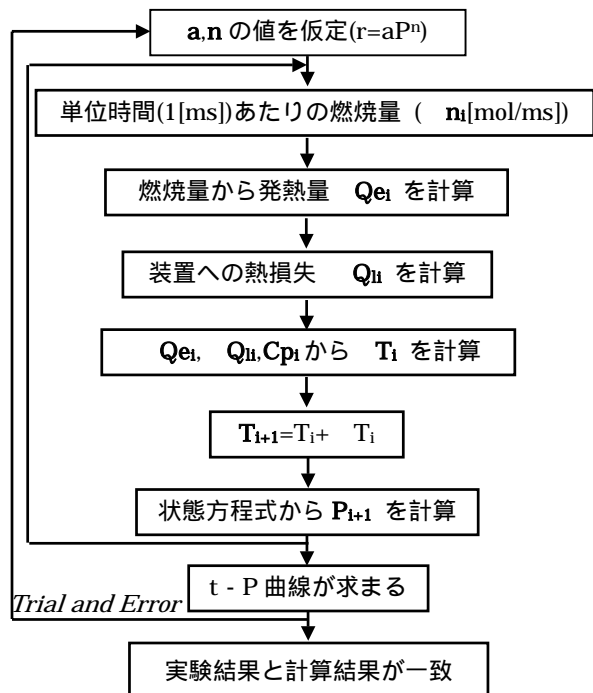 a,n の値を仮定(r=aPⁿ)
単位時間(1[ms])あたりの燃焼量 ( nᵢ[mol/ms])
燃焼量から発熱量 Qeᵢ を計算
装置への熱損失 Qlᵢ を計算
Qeᵢ, Qlᵢ,Cpᵢから Tᵢ を計算
Tᵢ₊₁=Tᵢ+ Tᵢ
状態方程式から Pᵢ₊₁ を計算
t - P 曲線が求まる
Trial and Error
実験結果と計算結果が一致